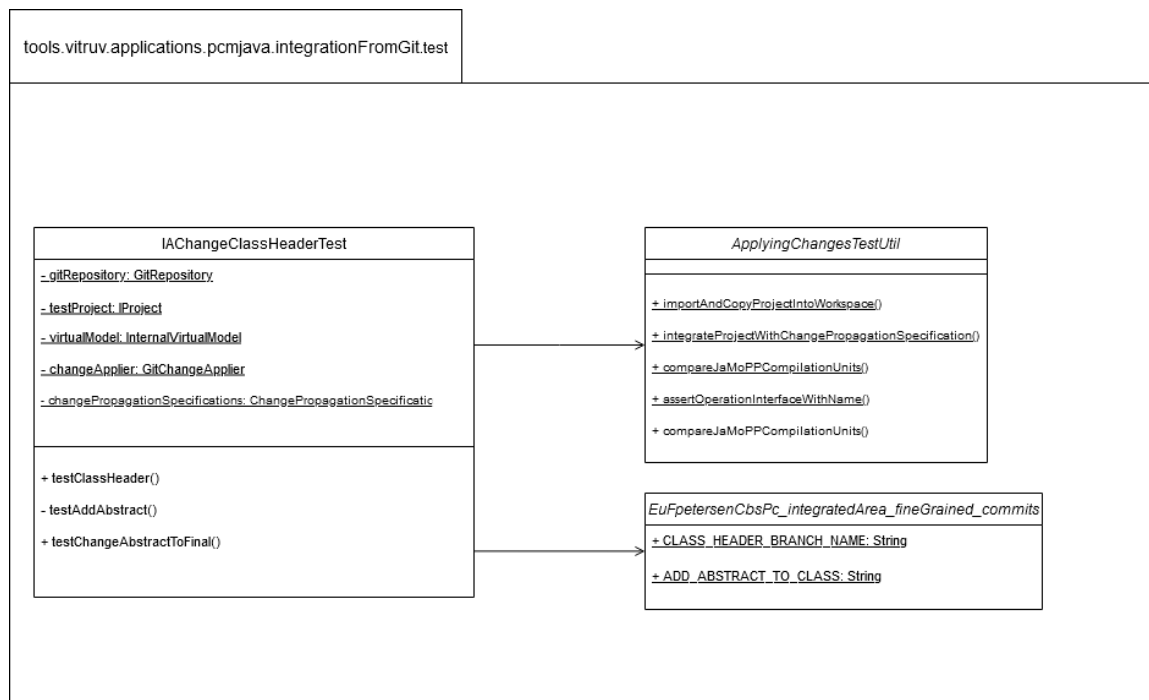 tools.vitruv.applications.pcmjava.integrationFromGit.test
IAChangeClassHeaderTest
- gitRepository: GitRepository
- testProject: IProject
- virtualModel: InternalVirtualModel
- changeApplier: GitChangeApplier
- changePropagationSpecifications: ChangePropagationSpecificatic
+ testClassHeader()
- testAddAbstract()
+ testChangeAbstractToFinal()
ApplyingChangesTestUtil
+ importAndCopyProjectIntoWorkspace()
+ integrateProjectWithChangePropagationSpecification()
+ compareJaMoPPCompilationUnits()
+ assertOperationInterfaceWithName()
+ compareJaMoPPCompilationUnits()
EuFpetersenCbsPc_integratedArea_fineGrained_commits
+ CLASS_HEADER_BRANCH_NAME: String
+ ADD_ABSTRACT_TO_CLASS: String